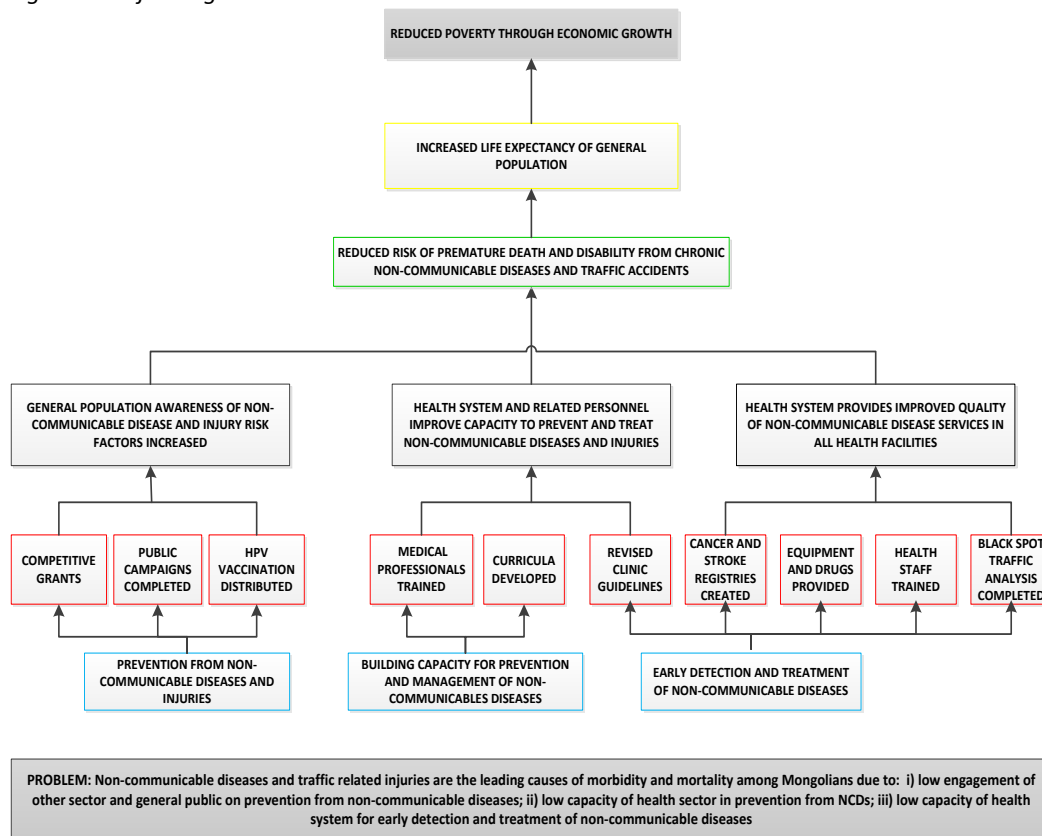 REDUCED POVERTY THROUGH ECONOMIC GROWTH
INCREASED LIFE EXPECTANCY OF GENERAL
POPULATION
REDUCED RISK OF PREMATURE DEATH AND DISABILITY FROM CHRONIC
NON-COMMUNICABLE DISEASES AND TRAFFIC ACCIDENTS
GENERAL POPULATION AWARENESS OF NON-
COMMUNICABLE DISEASE AND INJURY RISK
FACTORS INCREASED
HEALTH SYSTEM AND RELATED PERSONNEL
IMPROVE CAPACITY TO PREVENT AND TREAT
NON-COMMUNICABLE DISEASES AND INJURIES
HEALTH SYSTEM PROVIDES IMPROVED QUALITY
OF NON-COMMUNICABLE DISEASE SERVICES IN
ALL HEALTH FACILITIES
COMPETITIVE
GRANTS
PUBLIC
CAMPAIGNS
COMPLETED
HPV
VACCINATION
DISTRIBUTED
MEDICAL
PROFESSIONALS
TRAINED
CURRICULA
DEVELOPED
REVISED
CLINIC
GUIDELINES
CANCER AND
STROKE
REGISTRIES
CREATED
EQUIPMENT
AND DRUGS
PROVIDED
HEALTH
STAFF
TRAINED
BLACK SPOT
TRAFFIC
ANALYSIS
COMPLETED
PREVENTION FROM NON-
COMMUNICABLE DISEASES AND
INJURIES
BUILDING CAPACITY FOR PREVENTION
AND MANAGEMENT OF NON-
COMMUNICABLES DISEASES
EARLY DETECTION AND TREATMENT
OF NON-COMMUNICABLE DISEASES
PROBLEM: Non-communicable diseases and traffic related injuries are the leading causes of morbidity and mortality among Mongolians due to: i) low engagement of
other sector and general public on prevention from non-communicable diseases; ii) low capacity of health sector in prevention from NCDs; iii) low capacity of health
system for early detection and treatment of non-communicable diseases